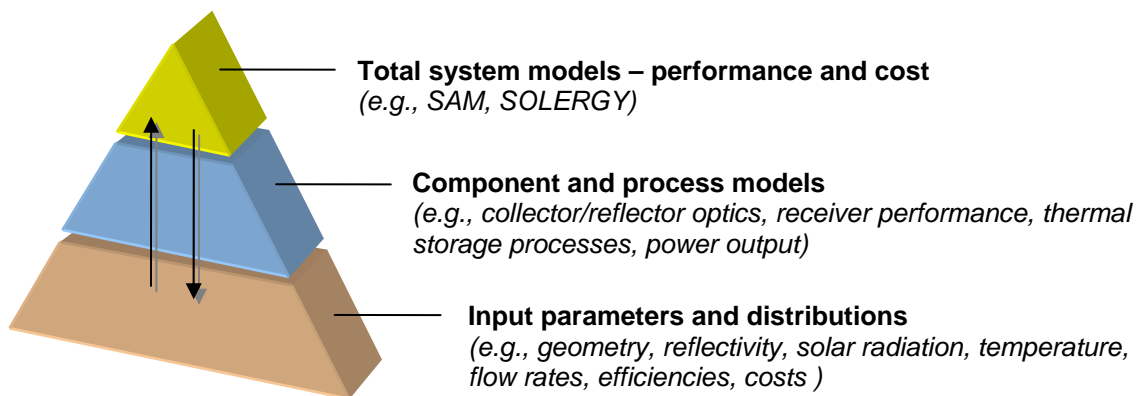 Total system models – performance and cost
(e.g., SAM, SOLERGY)
Component and process models
(e.g., collector/reflector optics, receiver performance, thermal
storage processes, power output)
Input parameters and distributions
(e.g., geometry, reflectivity, solar radiation, temperature,
flow rates, efficiencies, costs )